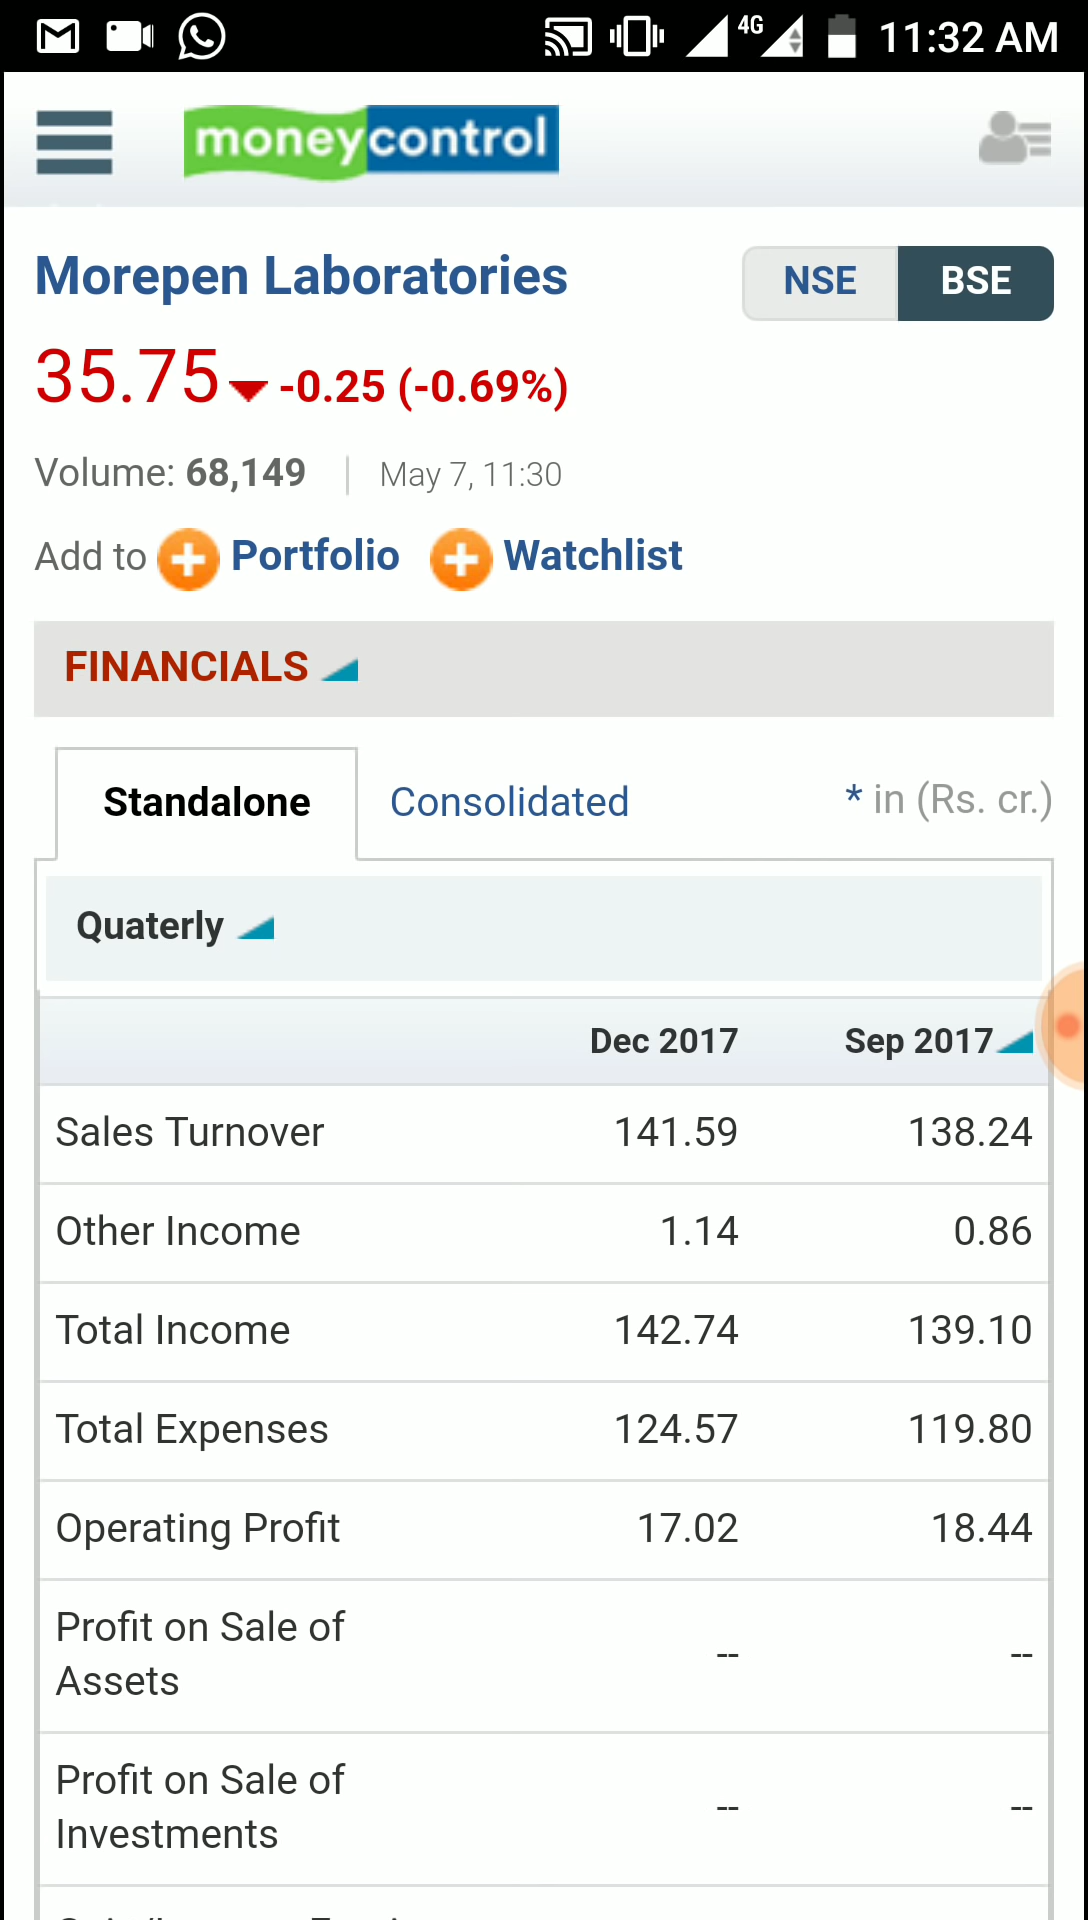 4G 11:32 AM
moneycontrol
Morepen Laboratories NSE BSE
35.75 -0.25 (-0.69%)
Volume: 68,149 | May 7, 11:30
Add to Portfolio Watchlist
FINANCIALS
Standalone Consolidated * in (Rs. cr.)
Quaterly
Dec 2017 Sep 2017
Sales Turnover 141.59 138.24
Other Income 1.14 0.86
Total Income 142.74 139.10
Total Expenses 124.57 119.80
Operating Profit 17.02 18.44
Profit on Sale of
Assets -- --
Profit on Sale of
Investments -- --